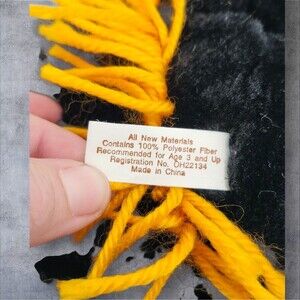 All New Materials
Contains 100% Polyester Fiber
Recommended for Age 3 and Up
Registration No. OH22134
Made in China